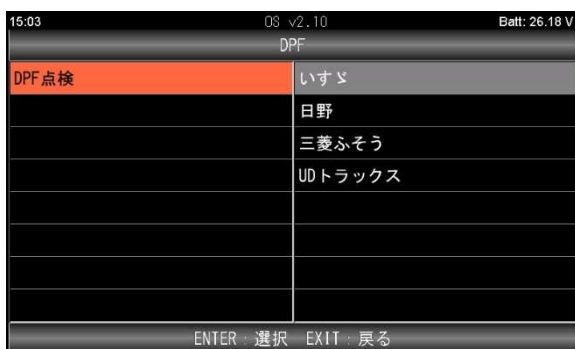 15:03 OS v2.10 Batt: 26.18 V
DPF
DPF点検 いすゞ
日野
三菱ふそう
UDトラックス
ENTER : 選択 EXIT : 戻る